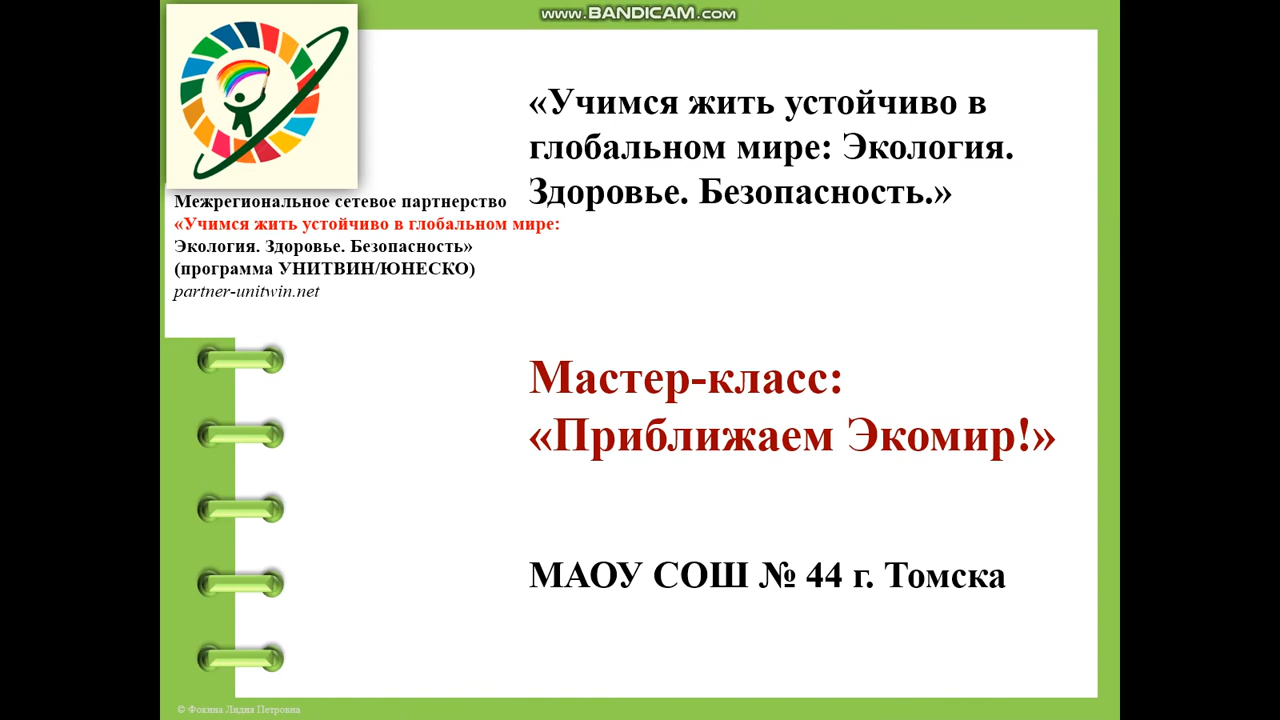 www.BANDICAM.com
Межрегиональное сетевое партнерство
«Учимся жить устойчиво в глобальном мире:
Экология. Здоровье. Безопасность»
(программа УНИТВИН/ЮНЕСКО)
partner-unitwin.net
«Учимся жить устойчиво в
глобальном мире: Экология.
Здоровье. Безопасность.»
Мастер-класс:
«Приближаем Экомир!»
МАОУ СОШ № 44 г. Томска
© Фокина Лидия Петровна